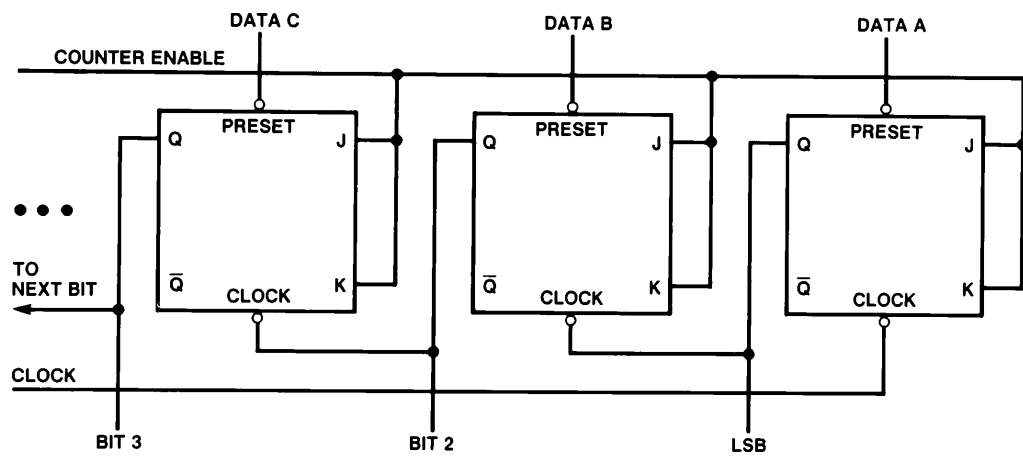 DATA C
DATA B
DATA A
COUNTER ENABLE
PRESET
PRESET
PRESET
Q
J
Q
J
Q
J
TO
NEXT BIT
Q̅
K
Q̅
K
Q̅
K
CLOCK
CLOCK
CLOCK
CLOCK
BIT 3
BIT 2
LSB